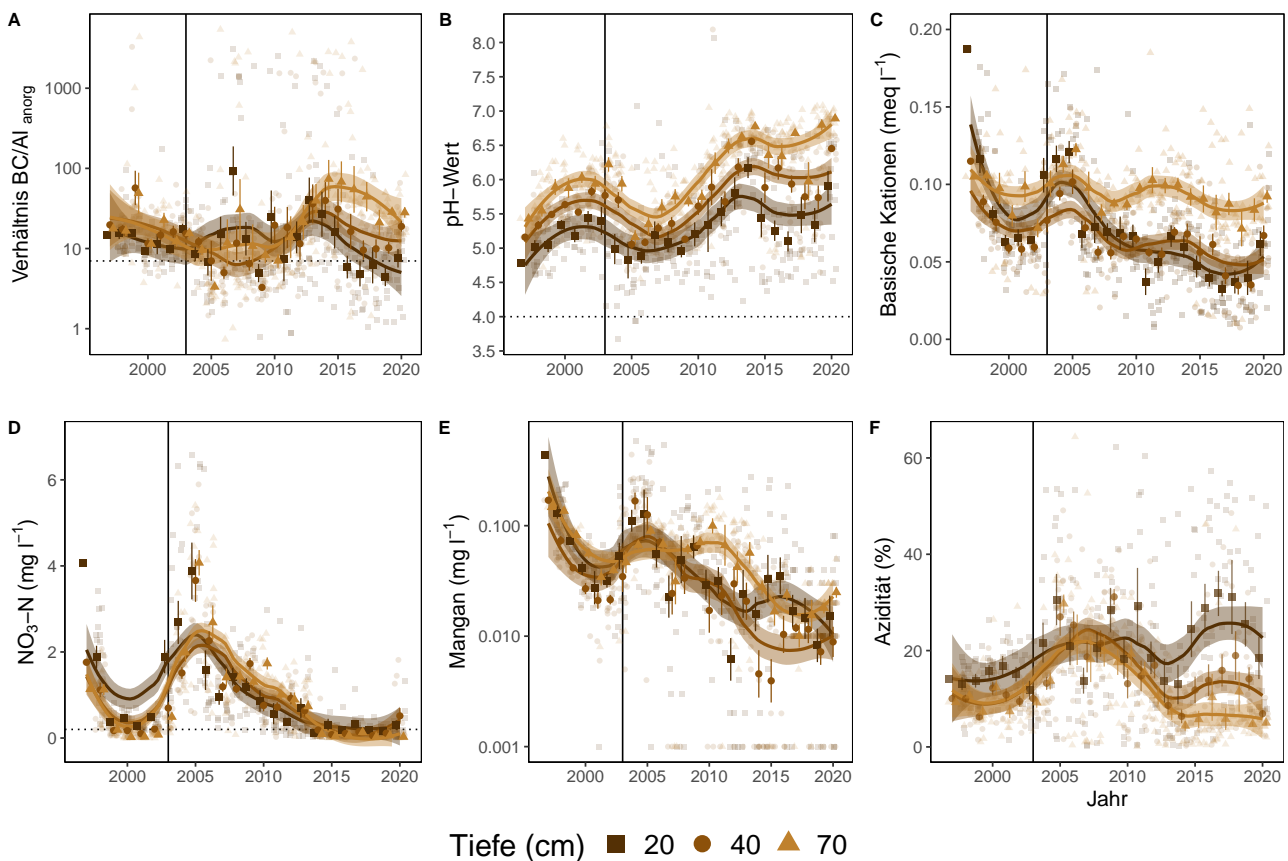 A
Verhältnis BC/Al anorg
1000
100
10
1
2000 2005 2010 2015 2020
B
pH−Wert
8.0
7.5
7.0
6.5
6.0
5.5
5.0
4.5
4.0
3.5
2000 2005 2010 2015 2020
C
Basische Kationen (meq l−1)
0.20
0.15
0.10
0.05
0.00
2000 2005 2010 2015 2020
D
NO3−N (mg l−1)
6
4
2
0
2000 2005 2010 2015 2020
E
Mangan (mg l−1)
0.100
0.010
0.001
2000 2005 2010 2015 2020
F
Azidität (%)
60
40
20
0
2000 2005 2010 2015 2020
Jahr
Tiefe (cm) 20 40 70